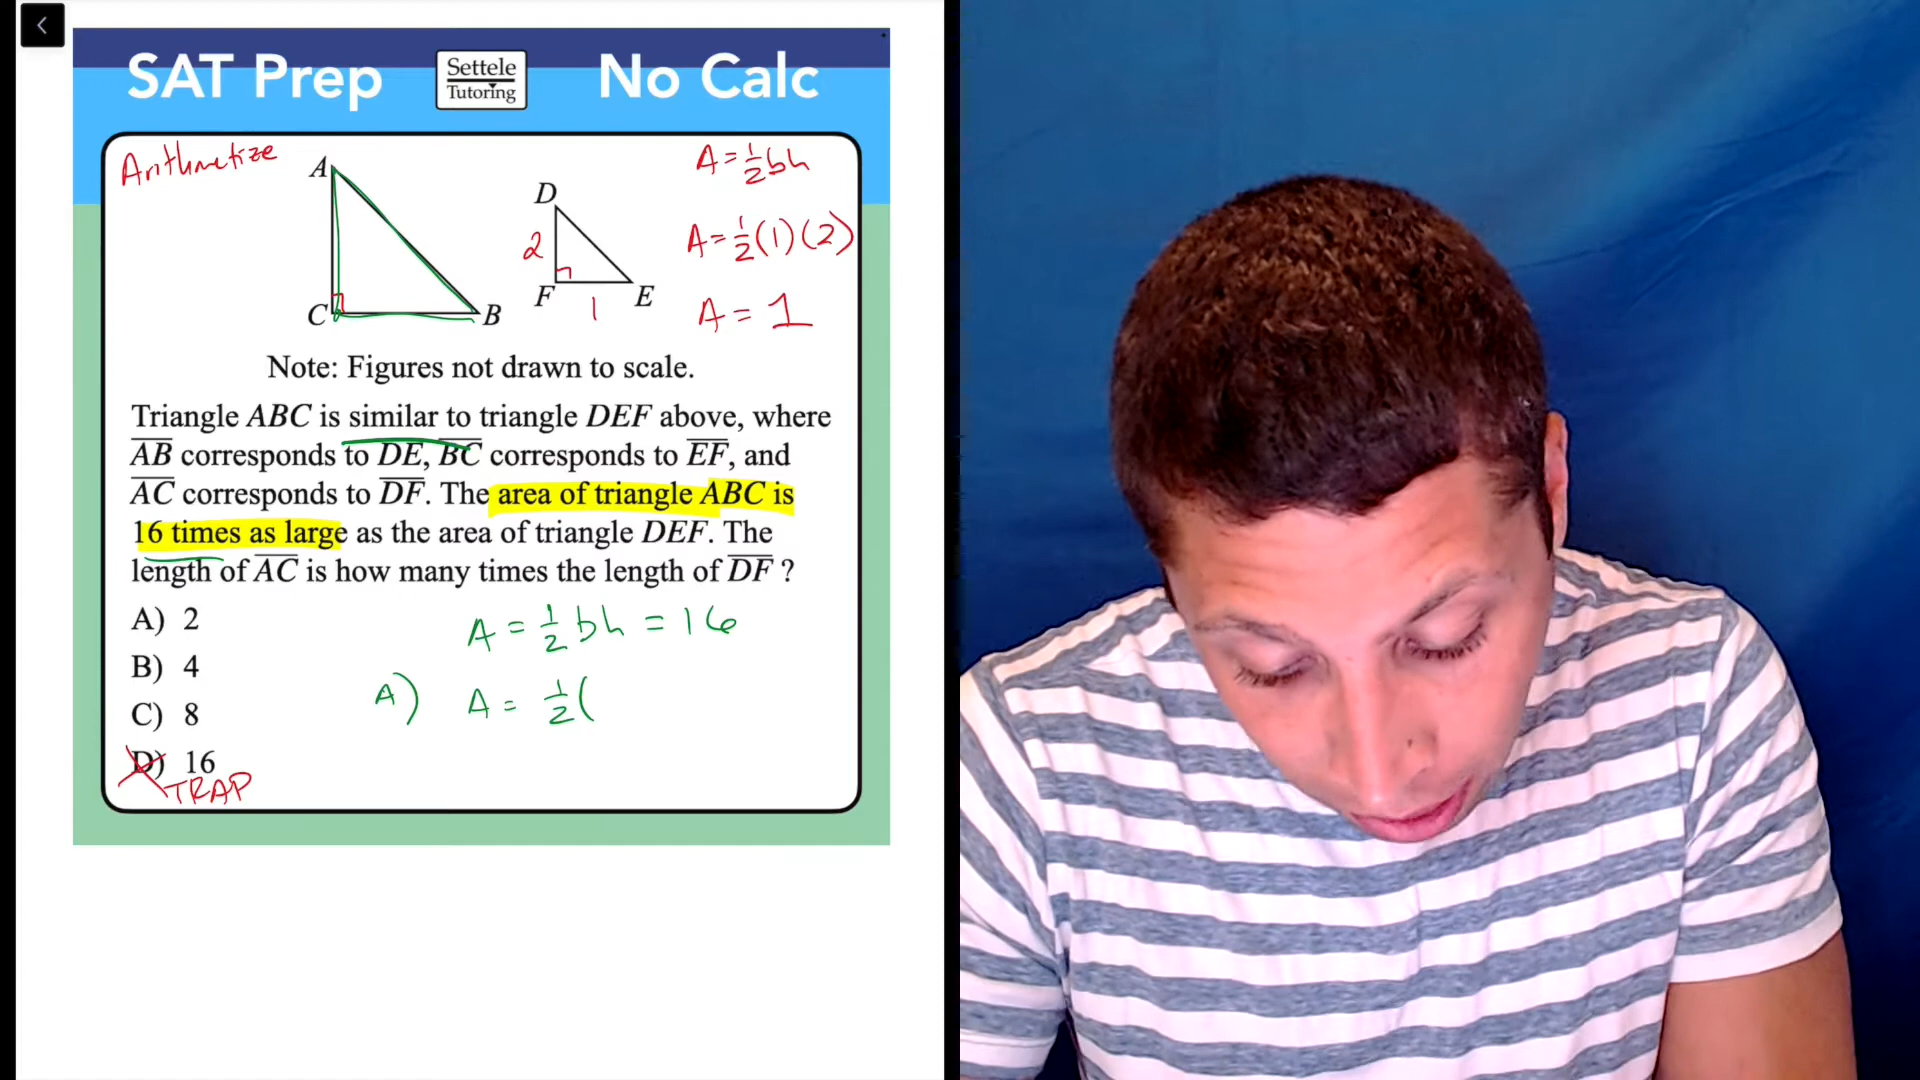 SAT Prep
Settele
Tutoring
No Calc
Arithmetize
A
C
B
D
2
F
1
E
A = 1/2 bh
A = 1/2 (1)(2)
A = 1
Note: Figures not drawn to scale.
Triangle ABC is similar to triangle DEF above, where
AB corresponds to DE, BC corresponds to EF, and
AC corresponds to DF. The area of triangle ABC is
16 times as large as the area of triangle DEF. The
length of AC is how many times the length of DF ?
A) 2
B) 4
C) 8
D) 16
TRAP
A = 1/2 bh = 16
A) A = 1/2 (